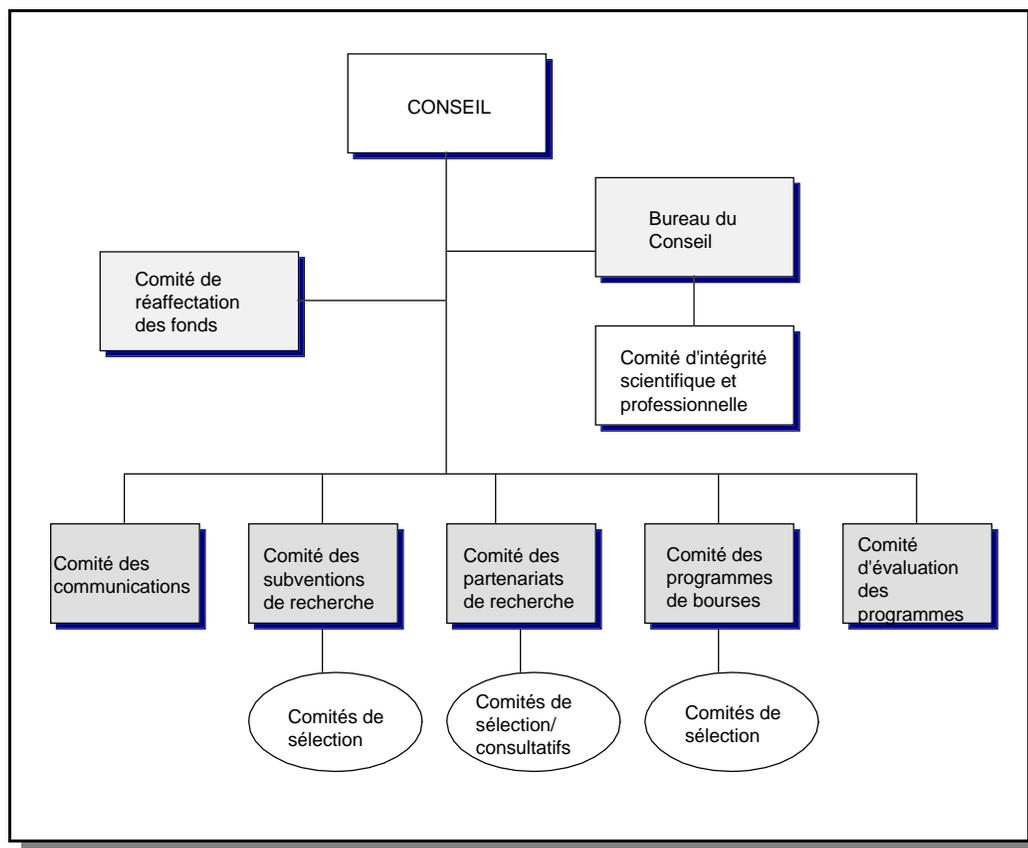 CONSEIL
Bureau du
Conseil
Comité de
réaffectation
des fonds
Comité d'intégrité
scientifique et
professionnelle
Comité des
communications
Comité des
subventions
de recherche
Comité des
partenariats
de recherche
Comité des
programmes
de bourses
Comité
d'évaluation
des
programmes
Comités de
sélection
Comités de
sélection/
consultatifs
Comités de
sélection